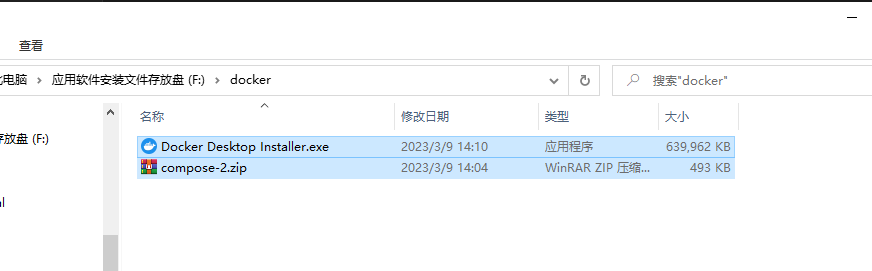 查看
电脑 > 应用软件安装文件存放盘 (F:) > docker
搜索"docker"
名称 修改日期 类型 大小
存放盘 (F:)
Docker Desktop Installer.exe 2023/3/9 14:10 应用程序 639,962 KB
compose-2.zip 2023/3/9 14:04 WinRAR ZIP 压缩... 493 KB